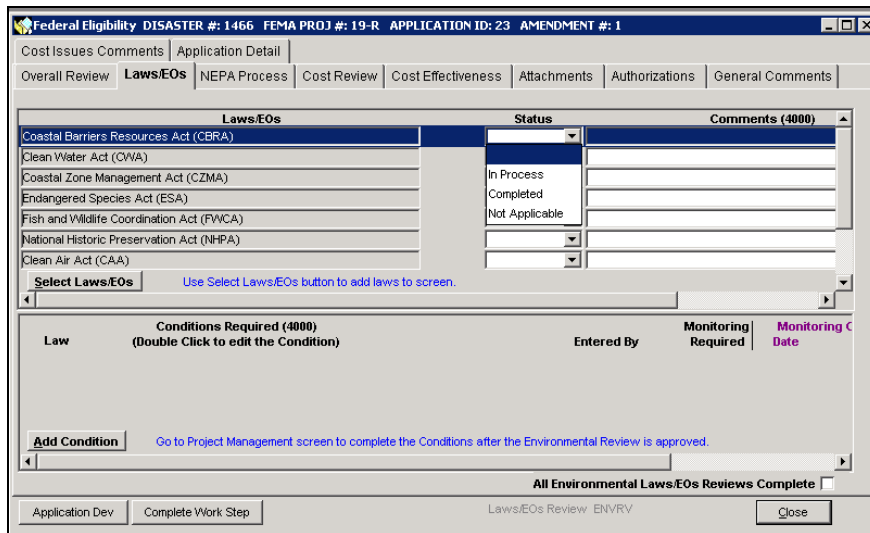 Federal Eligibility DISASTER #: 1466 FEMA PROJ #: 19-R APPLICATION ID: 23 AMENDMENT #: 1
Cost Issues Comments Application Detail
Overall Review Laws/EOs NEPA Process Cost Review Cost Effectiveness Attachments Authorizations General Comments
Laws/EOs Status Comments (4000)
Coastal Barriers Resources Act (CBRA)
Clean Water Act (CWA)
Coastal Zone Management Act (CZMA) In Process
Endangered Species Act (ESA) Completed
Fish and Wildlife Coordination Act (FWCA) Not Applicable
National Historic Preservation Act (NHPA)
Clean Air Act (CAA)
Select Laws/EOs Use Select Laws/EOs button to add laws to screen.
Conditions Required (4000) Monitoring Monitoring C
Law (Double Click to edit the Condition) Entered By Required Date
Add Condition Go to Project Management screen to complete the Conditions after the Environmental Review is approved.
All Environmental Laws/EOs Reviews Complete
Application Dev Complete Work Step Laws/EOs Review ENVRV Close